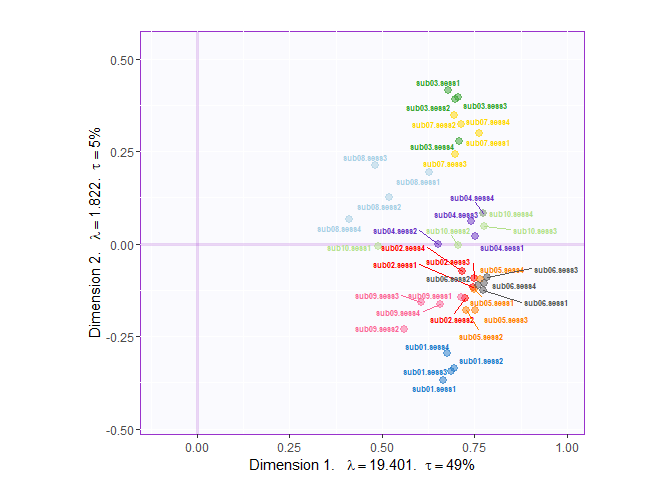 0.50
0.25
0.00
-0.25
-0.50
Dimension 2. λ = 1.822. τ = 5%
sub03.sess1
sub03.sess2
sub03.sess3
sub07.sess2
sub07.sess4
sub07.sess1
sub03.sess4
sub07.sess3
sub08.sess3
sub08.sess1
sub08.sess2
sub08.sess4
sub04.sess4
sub04.sess3
sub10.sess4
sub04.sess2
sub10.sess2
sub10.sess3
sub10.sess1
sub02.sess4
sub04.sess1
sub02.sess1
sub02.sess3
sub05.sess4
sub06.sess3
sub06.sess2
sub06.sess4
sub09.sess3
sub09.sess1
sub05.sess1
sub06.sess1
sub09.sess4
sub02.sess2
sub05.sess3
sub09.sess2
sub05.sess2
sub01.sess4
sub01.sess2
sub01.sess3
sub01.sess1
0.00
0.25
0.50
0.75
1.00
Dimension 1. λ = 19.401. τ = 49%